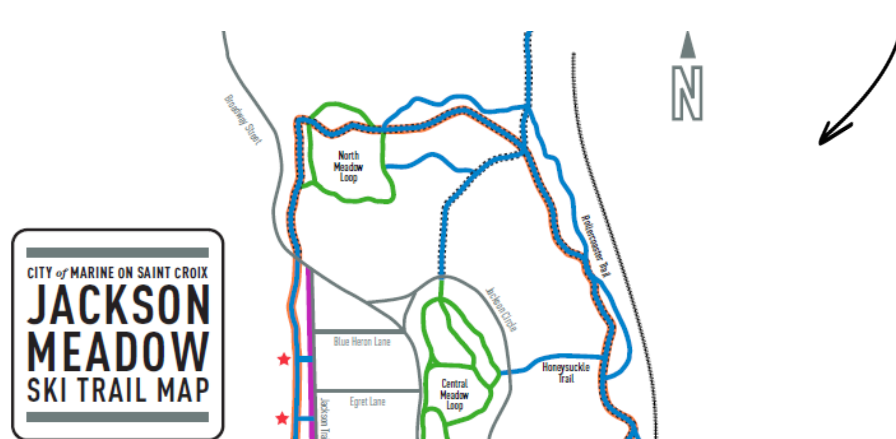 N
Broadway Street
North
Meadow
Loop
Rollercoaster Trail
CITY of MARINE ON SAINT CROIX
JACKSON
MEADOW
SKI TRAIL MAP
Jackson Circle
Blue Heron Lane
Honeysuckle
Trail
Central
Meadow
Loop
Egret Lane
Jackson